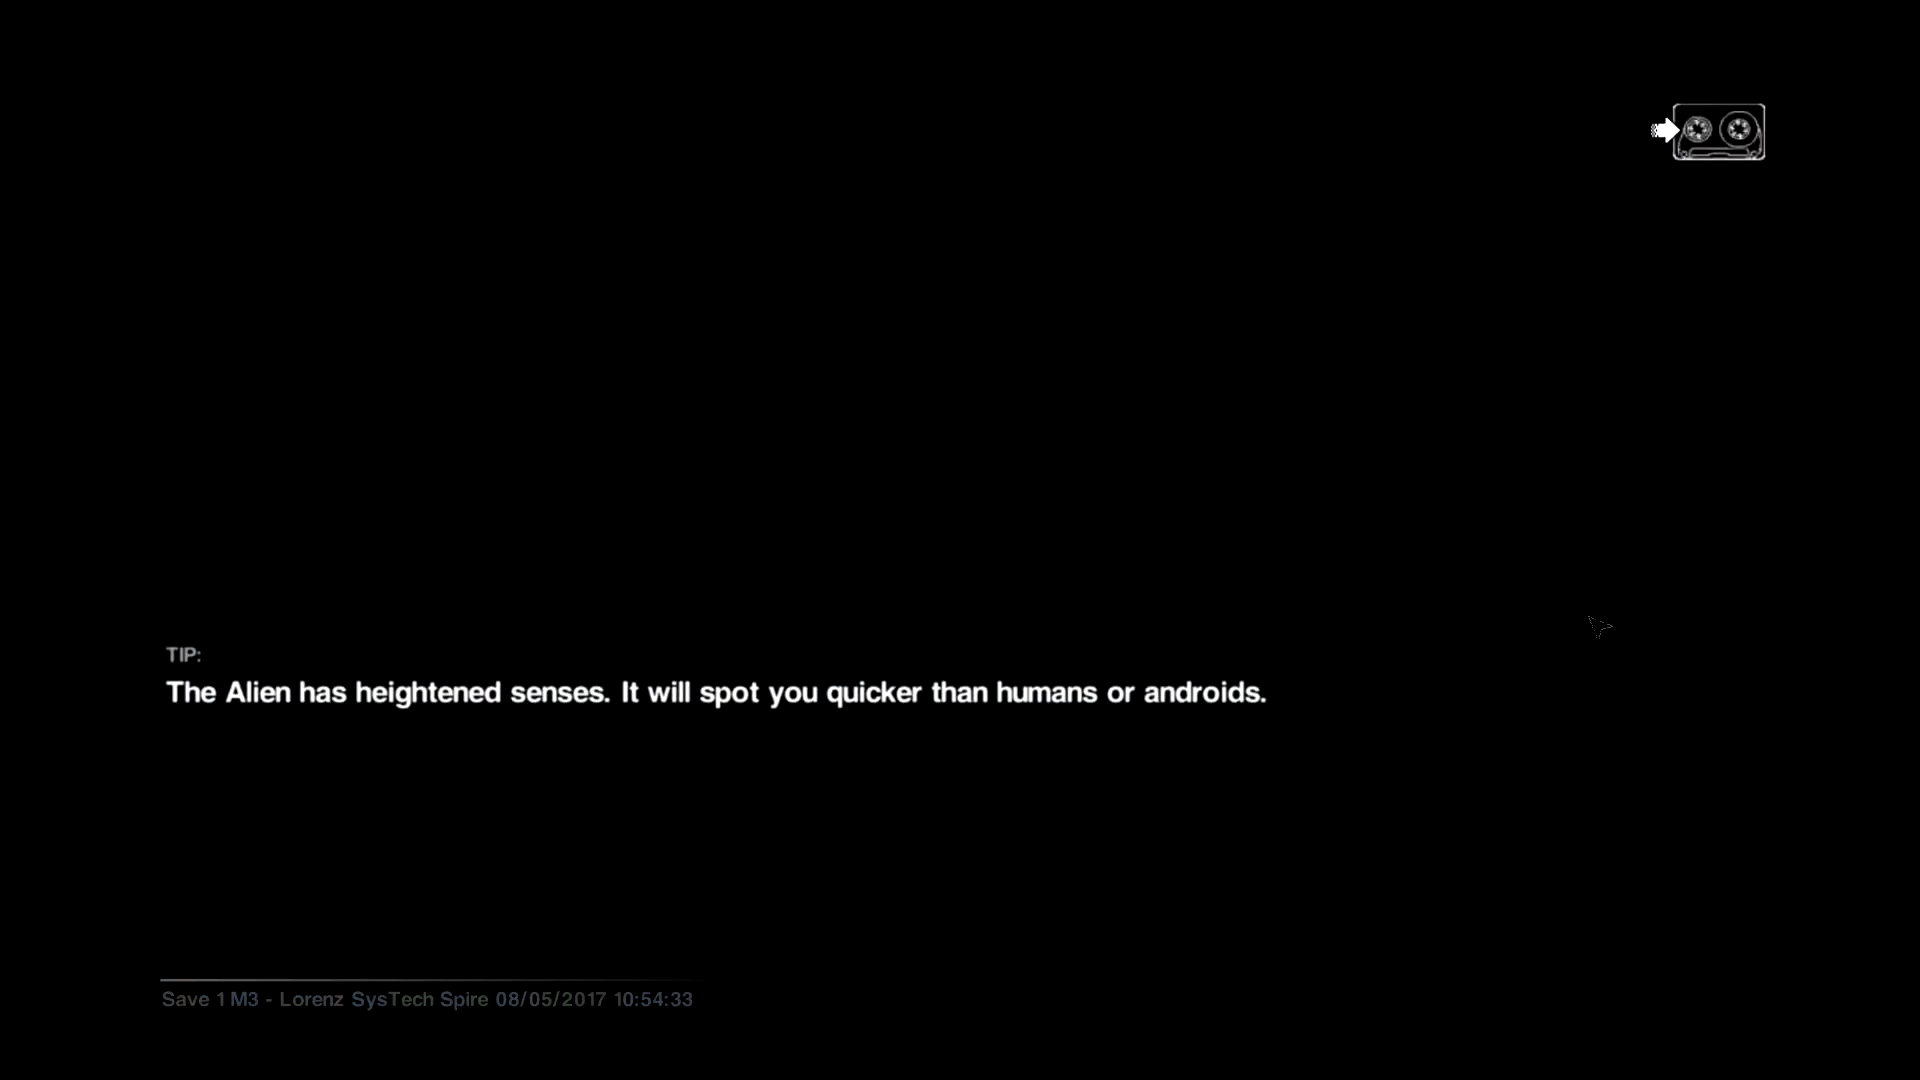 TIP:
The Alien has heightened senses. It will spot you quicker than humans or androids.
Save 1 M3 - Lorenz SysTech Spire 08/05/2017 10:54:33